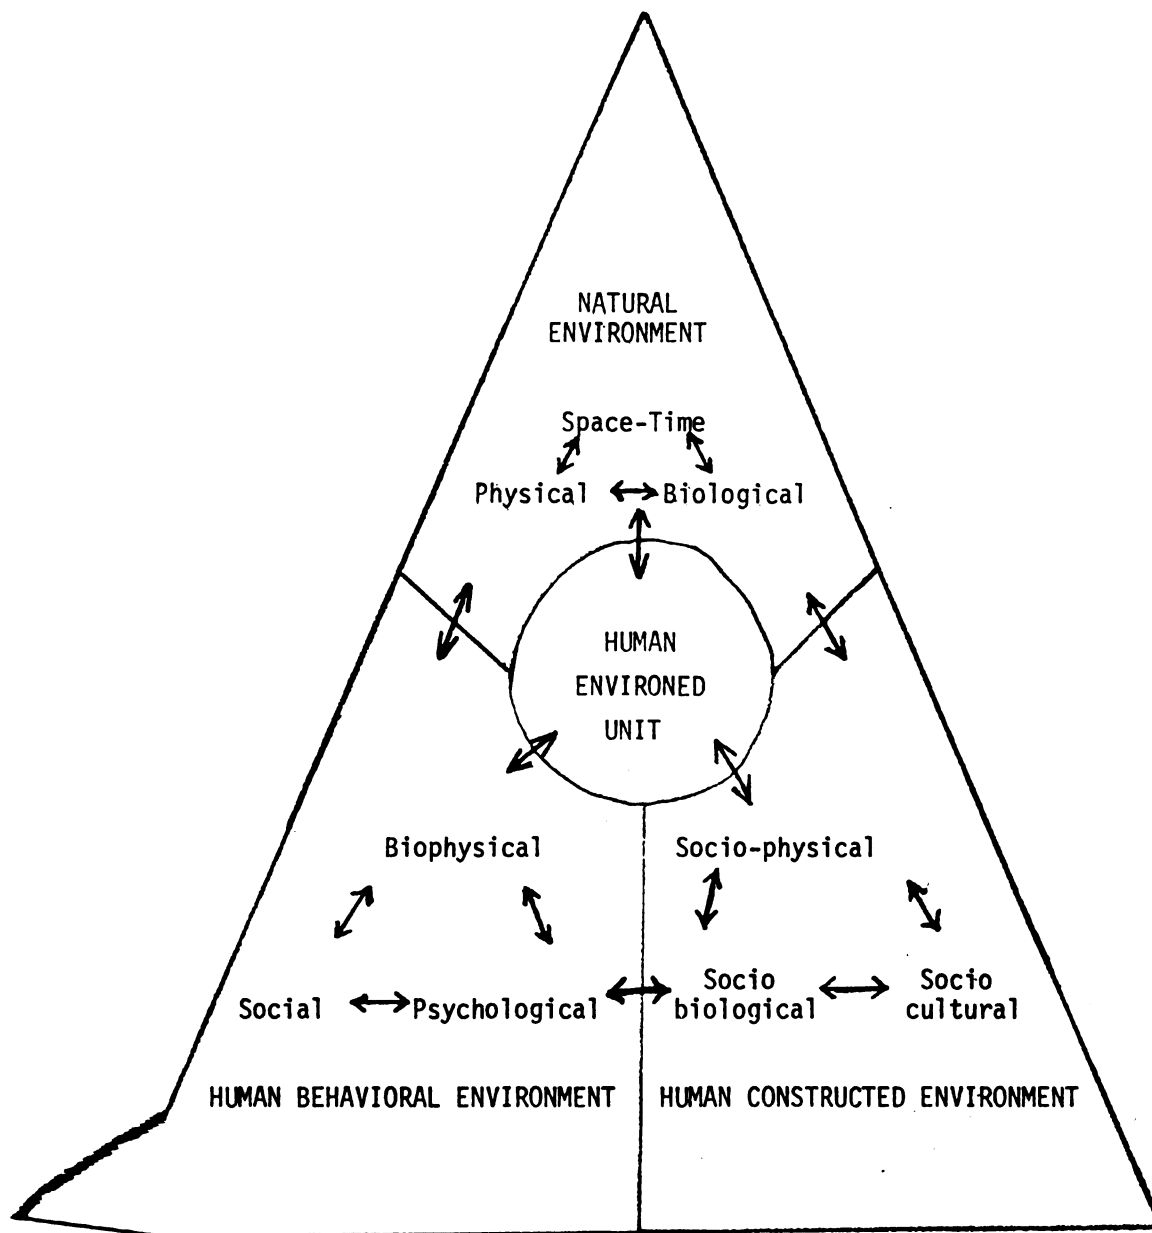 NATURAL
ENVIRONMENT
Space-Time
Physical Biological
HUMAN
ENVIRONED
UNIT
Biophysical
Social Psychological
HUMAN BEHAVIORAL ENVIRONMENT
Socio-physical
Socio
biological
Socio
cultural
HUMAN CONSTRUCTED ENVIRONMENT